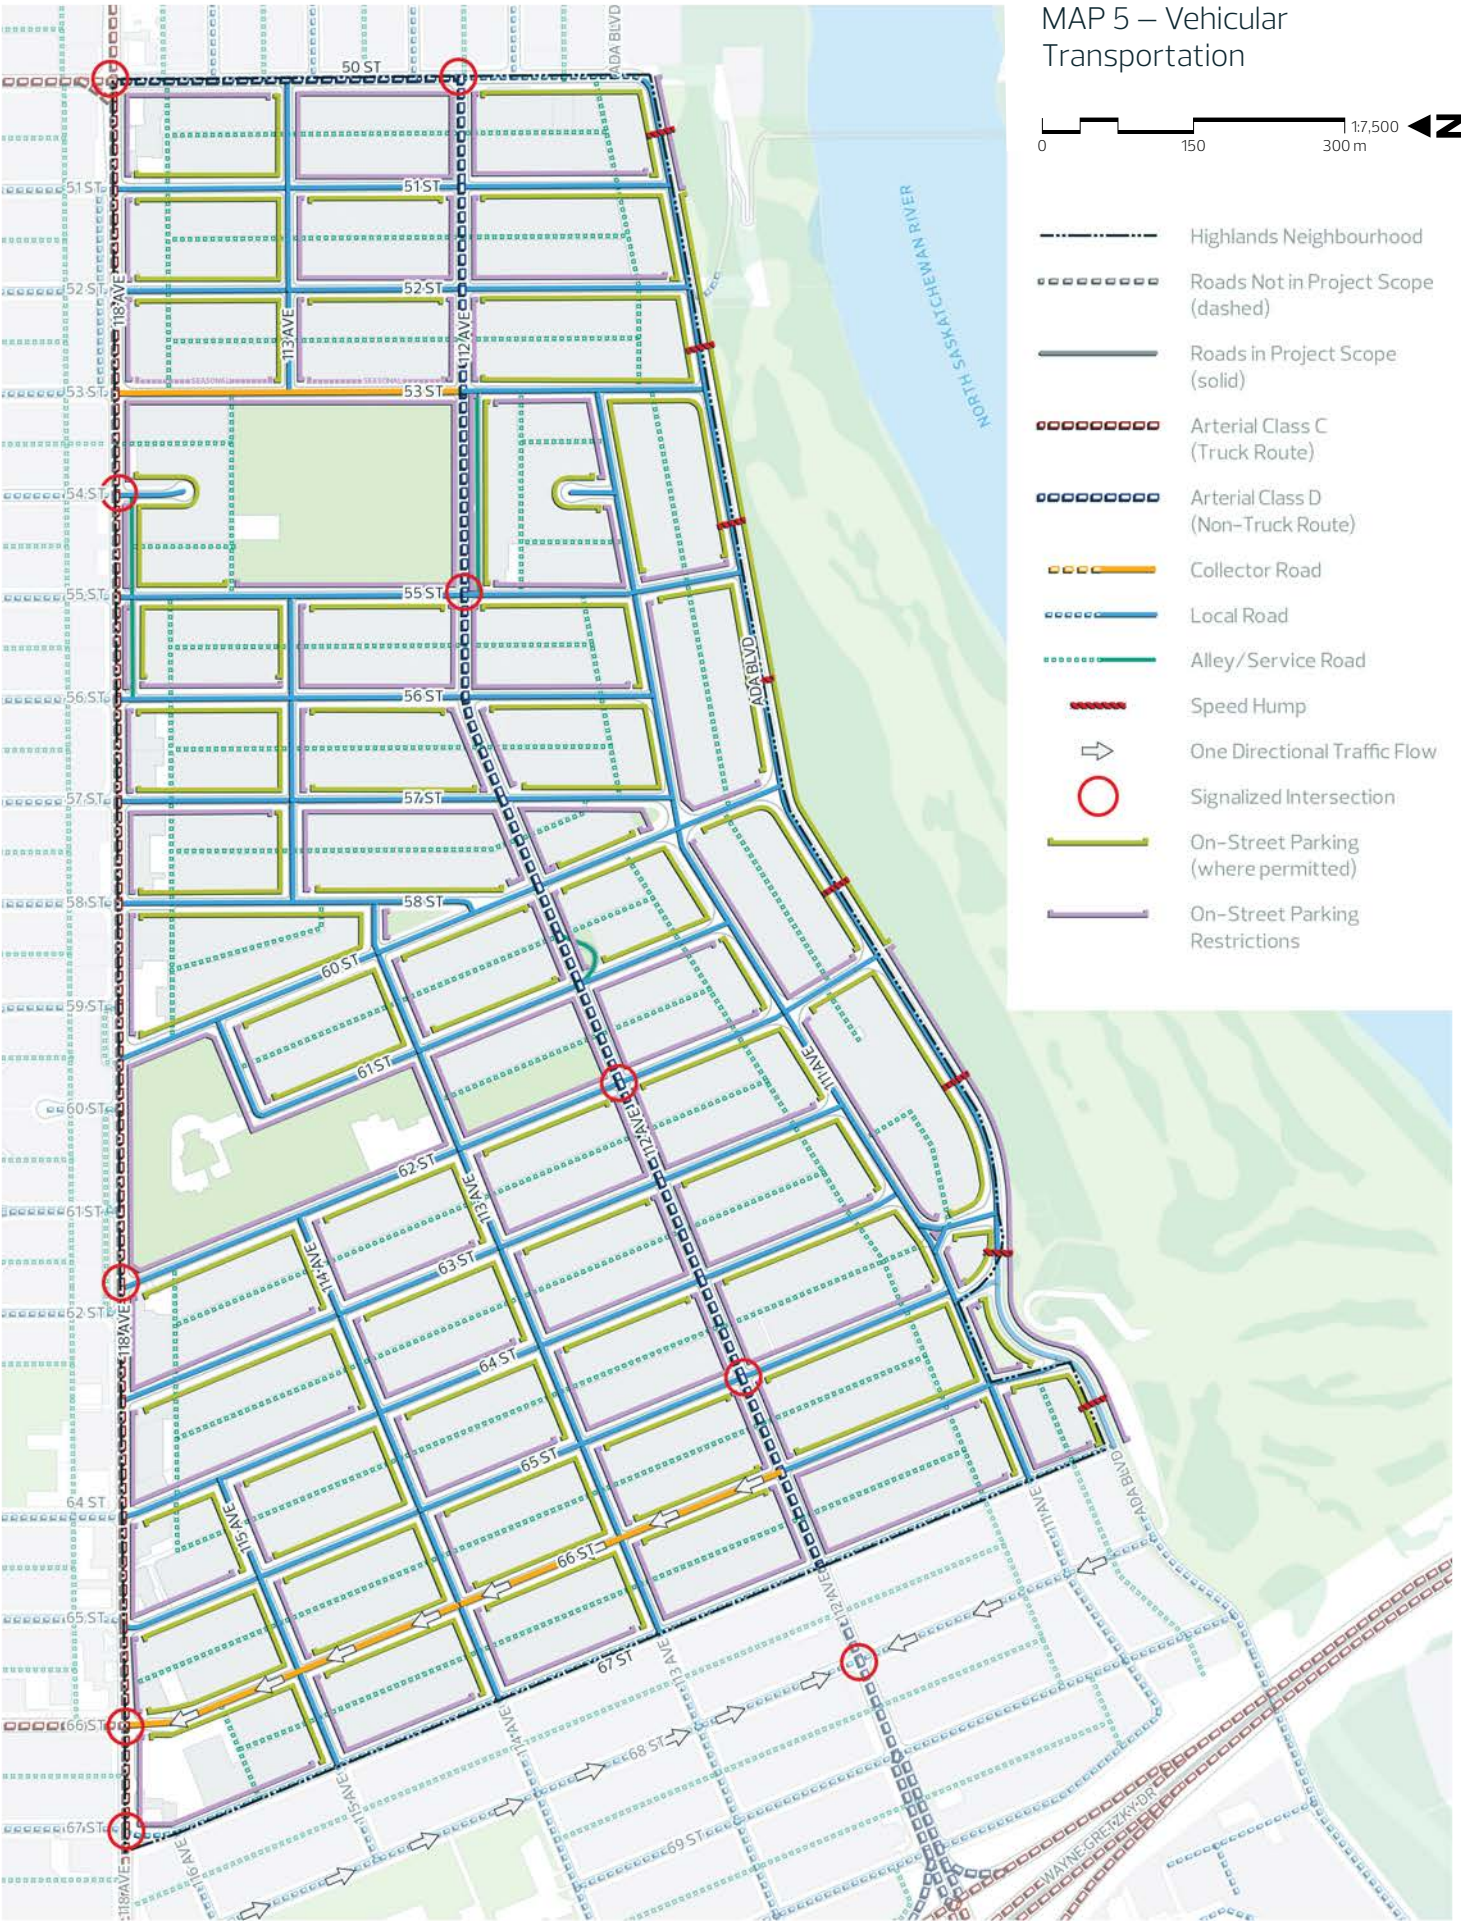 MAP 5 – Vehicular
Transportation
1:7,500
N
0
150
300 m
Highlands Neighbourhood
Roads Not in Project Scope
(dashed)
Roads in Project Scope
(solid)
Arterial Class C
(Truck Route)
Arterial Class D
(Non-Truck Route)
Collector Road
Local Road
Alley/Service Road
Speed Hump
One Directional Traffic Flow
Signalized Intersection
On-Street Parking
(where permitted)
On-Street Parking
Restrictions
ADA BLVD
50 ST
51 ST
51 ST
NORTH SASKATCHEWAN RIVER
52 ST
52 ST
118 AVE
113 AVE
112 AVE
SEASONAL
SEASONAL
53 ST
53 ST
54 ST
55 ST
55 ST
ADA BLVD
56 ST
56 ST
57 ST
57 ST
58 ST
58 ST
60 ST
59 ST
61 ST
111 AVE
60 ST
112 AVE
62 ST
113 AVE
61 ST
114 AVE
63 ST
62 ST
118 AVE
64 ST
65 ST
64 ST
115 AVE
111 AVE
ADA BLVD
66 ST
65 ST
112 AVE
67 ST
113 AVE
66 ST
114 AVE
68 ST
115 AVE
67 ST
69 ST
WAYNE GRETZKY DR
116 AVE
118 AVE